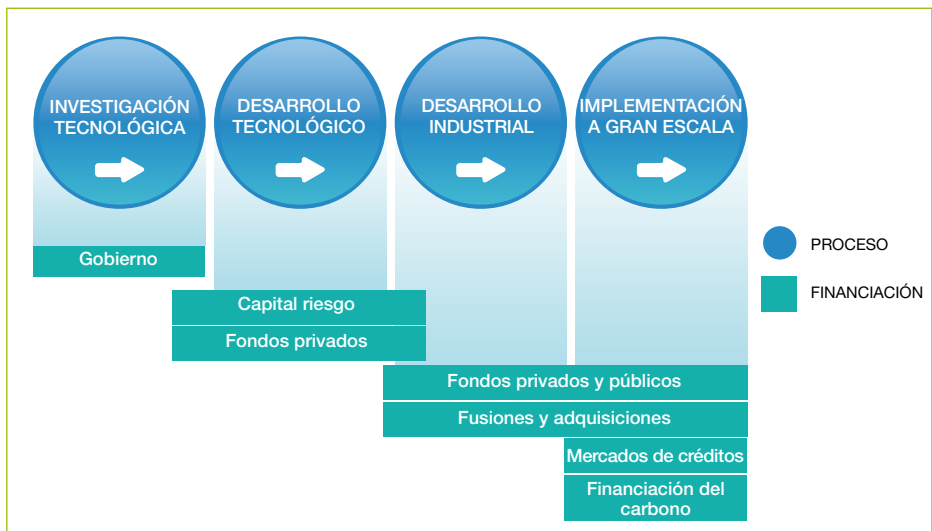 INVESTIGACIÓN
TECNOLÓGICA
DESARROLLO
TECNOLÓGICO
DESARROLLO
INDUSTRIAL
IMPLEMENTACIÓN
A GRAN ESCALA
PROCESO
FINANCIACIÓN
Gobierno
Capital riesgo
Fondos privados
Fondos privados y públicos
Fusiones y adquisiciones
Mercados de créditos
Financiación del
carbono